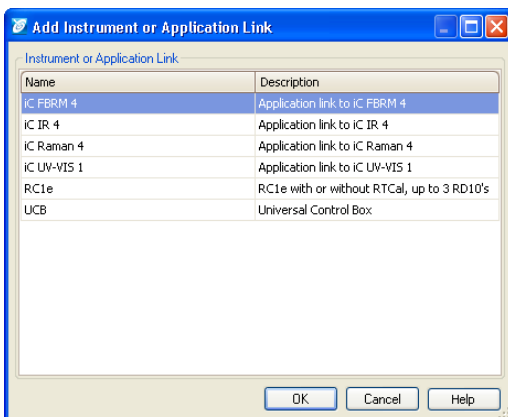 Add Instrument or Application Link
Instrument or Application Link
Name Description
iC FBRM 4 Application link to iC FBRM 4
iC IR 4 Application link to iC IR 4
iC Raman 4 Application link to iC Raman 4
iC UV-VIS 1 Application link to iC UV-VIS 1
RC1e RC1e with or without RTCal, up to 3 RD10's
UCB Universal Control Box
OK Cancel Help